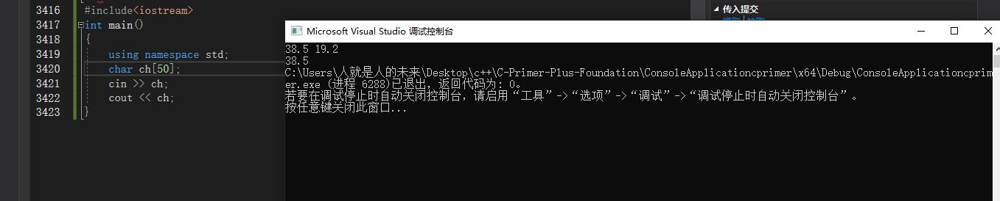 3416 #include<iostream>
3417 int main()
3418 {
3419 using namespace std;
3420 char ch[50];
3421 cin >> ch;
3422 cout << ch;
3423 }
传入提交
Microsoft Visual Studio 调试控制台
38.5 19.2
38.5
C:\Users\人就是人的未来\Desktop\c++\C-Primer-Plus-Foundation\ConsoleApplicationcprimer\x64\Debug\ConsoleApplicationcprim
er.exe (进程 6288)已退出，返回代码为: 0。
若要在调试停止时自动关闭控制台，请启用“工具”->“选项”->“调试”->“调试停止时自动关闭控制台”。
按任意键关闭此窗口...